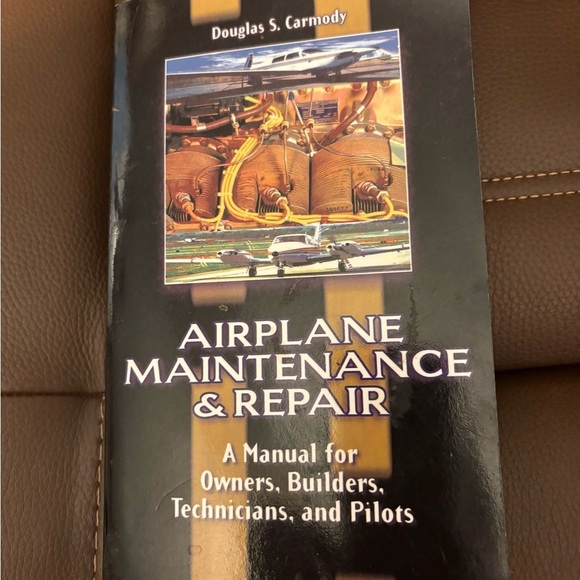 Douglas S. Carmody
AIRPLANE
MAINTENANCE
& REPAIR
A Manual for
Owners, Builders,
Technicians, and Pilots